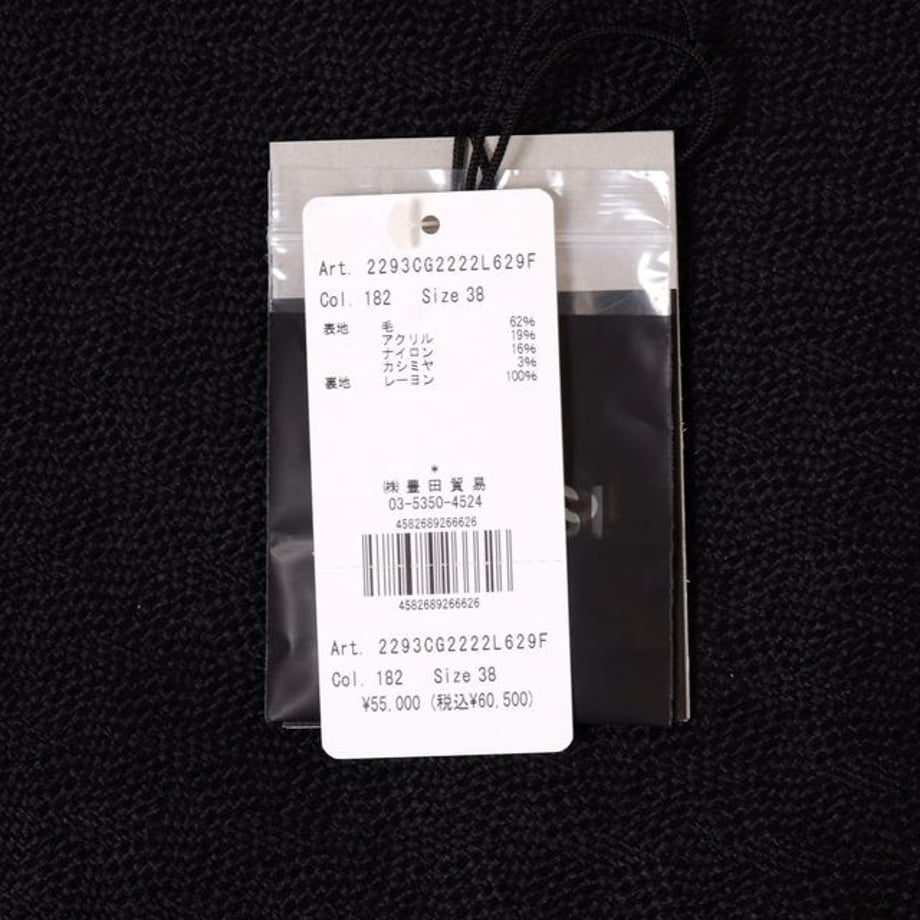 Art. 2293CG2222L629F
Col. 182 Size 38
表地 毛 62%
アクリル 19%
ナイロン 16%
カシミヤ 3%
裏地 レーヨン 100%
*
㈱ 豊 田 貿 易
03-5350-4524
4582689266626
4582689266626
Art. 2293CG2222L629F
Col. 182 Size 38
¥55,000 (税込¥60,500)